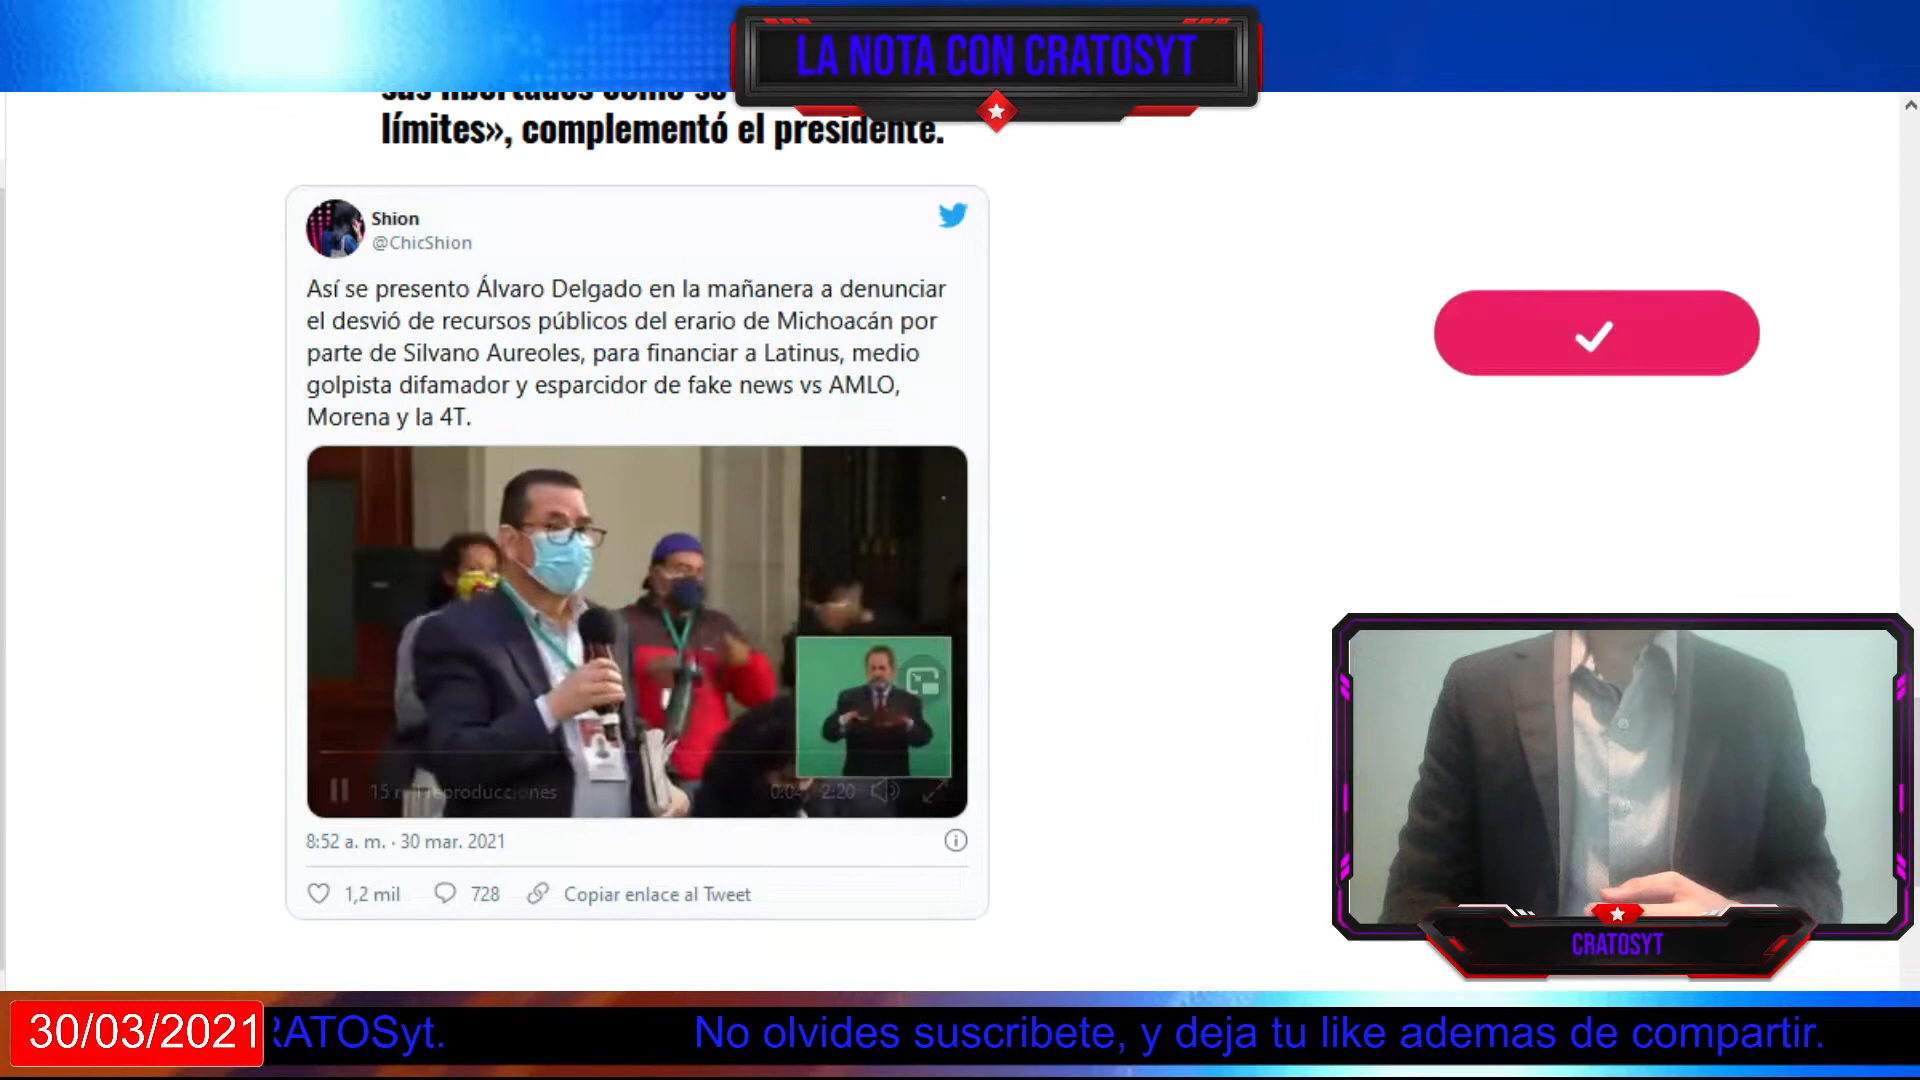 LA NOTA CON CRATOSYT
límites», complementó el presidente.
Shion
@ChicShion
Así se presento Álvaro Delgado en la mañanera a denunciar
el desvió de recursos públicos del erario de Michoacán por
parte de Silvano Aureoles, para financiar a Latinus, medio
golpista difamador y esparcidor de fake news vs AMLO,
Morena y la 4T.
reproducciones
2:20
8:52 a. m. · 30 mar. 2021
1,2 mil
728
Copiar enlace al Tweet
CRATOSYT
30/03/2021
RATOSyt. No olvides suscribete, y deja tu like ademas de compartir.